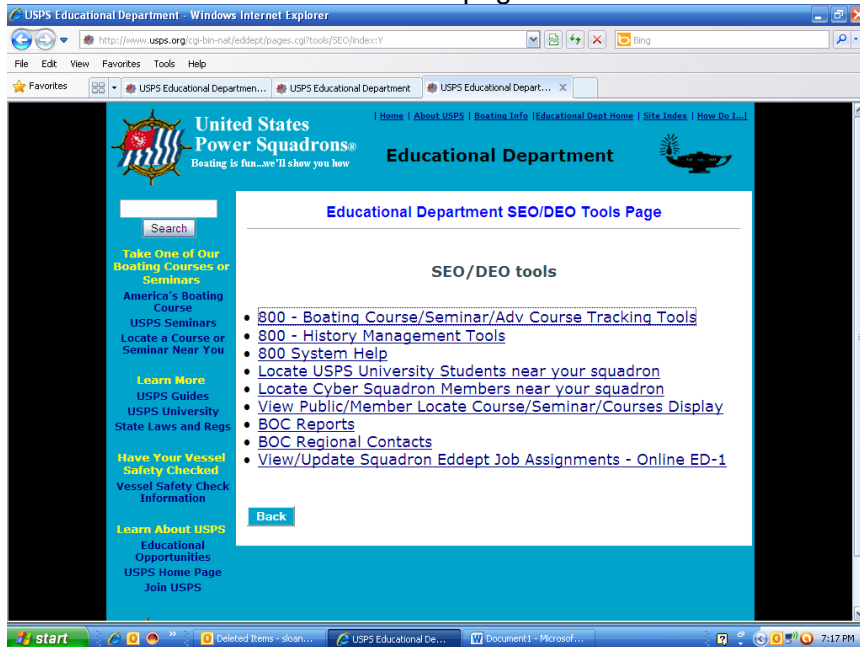 USPS Educational Department - Windows Internet Explorer
http://www.usps.org/cgi-bin-nat/eddept/pages.cgi?tools/SEO/index::Y
Bing
File Edit View Favorites Tools Help
Favorites
USPS Educational Departmen... USPS Educational Department USPS Educational Depart... X
| Home | About USPS | Boating Info |Educational Dept Home | Site Index | How Do I...|
United States
Power Squadrons®
Boating is fun...we'll show you how
Educational Department
Search
Take One of Our
Boating Courses or
Seminars
America's Boating
Course
USPS Seminars
Locate a Course or
Seminar Near You
Learn More
USPS Guides
USPS University
State Laws and Regs
Have Your Vessel
Safety Checked
Vessel Safety Check
Information
Learn About USPS
Educational
Opportunities
USPS Home Page
Join USPS
Educational Department SEO/DEO Tools Page
SEO/DEO tools
• 800 - Boating Course/Seminar/Adv Course Tracking Tools
• 800 - History Management Tools
• 800 System Help
• Locate USPS University Students near your squadron
• Locate Cyber Squadron Members near your squadron
• View Public/Member Locate Course/Seminar/Courses Display
• BOC Reports
• BOC Regional Contacts
• View/Update Squadron Eddept Job Assignments - Online ED-1
Back
start
Deleted Items - sloan...
USPS Educational De...
Document1 - Microsof...
7:17 PM